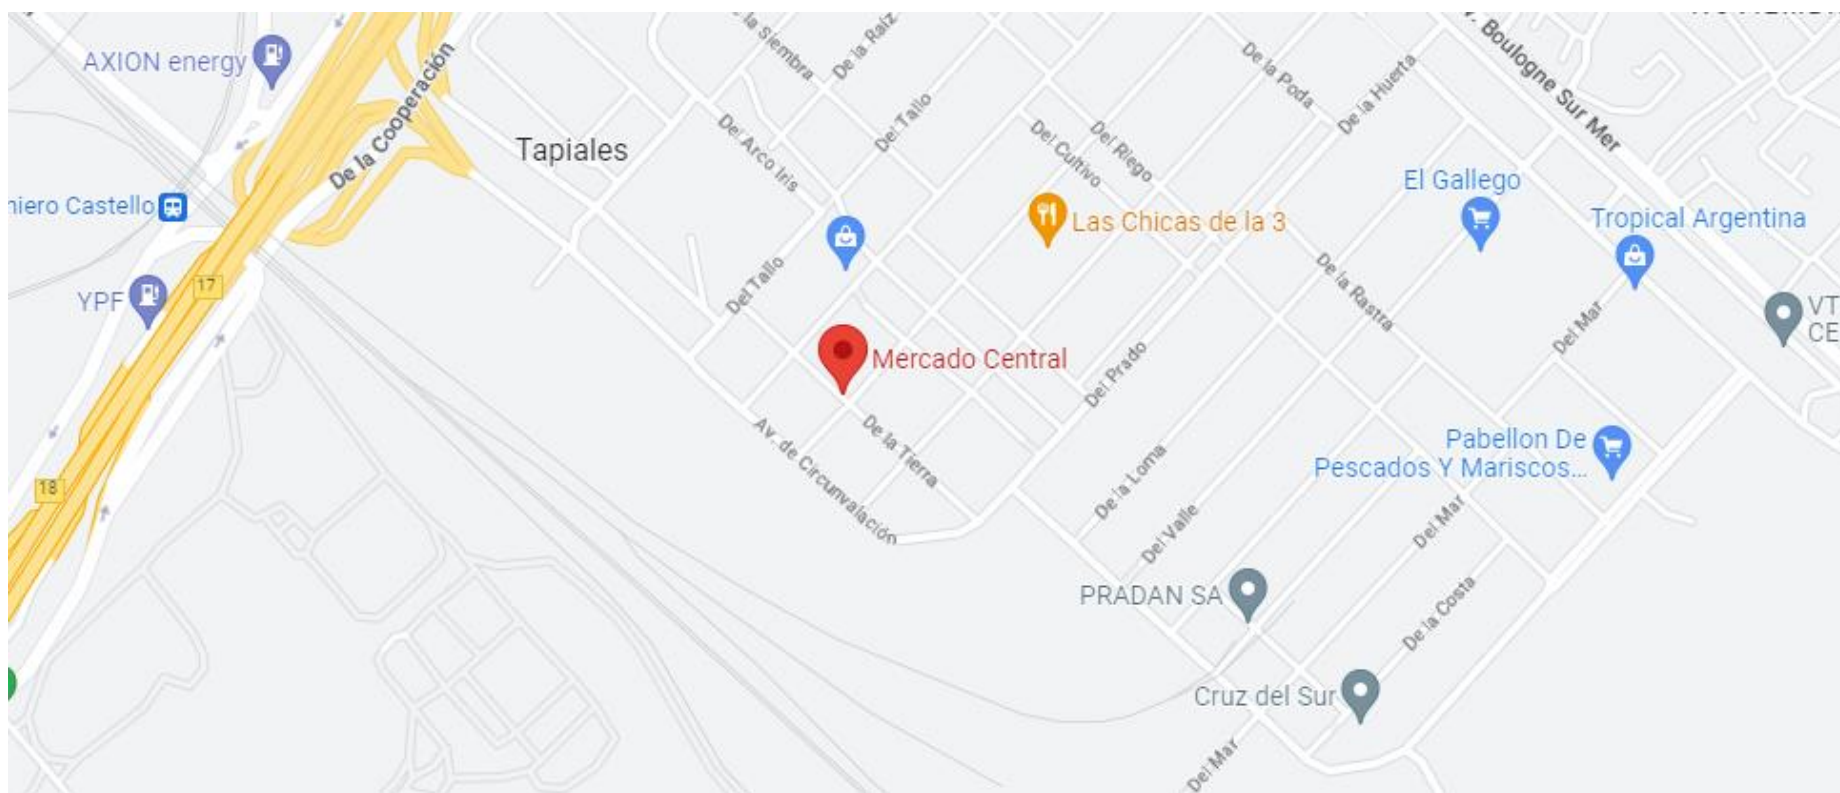 AXION energy
De la Cooperación
Tapiales
De la Siembra
De la Raíz
Del Tallo
Del Arco Iris
De la Poda
De la Huerta
Boulogne Sur Mer
Del Cultivo
Del Riego
El Gallego
Tropical Argentina
niero Castello
Las Chicas de la 3
YPF
17
Del Tallo
De la Rastra
Del Mar
VT
CE
Mercado Central
Del Prado
Av. de Circunvalación
De la Tierra
De la Loma
Pabellon De
Pescados Y Mariscos...
18
Del Valle
Del Mar
PRADAN SA
De la Costa
Cruz del Sur
Del Mar